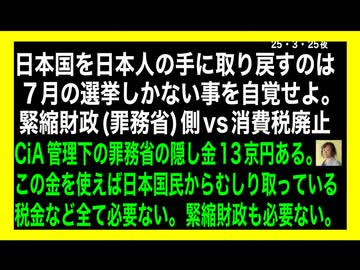 25・3・25夜
日本国を日本人の手に取り戻すのは
７月の選挙しかない事を自覚せよ。
緊縮財政(罪務省)側vs消費税廃止
CiA管理下の罪務省の隠し金13京円ある。
この金を使えば日本国民からむしり取っている
税金など全て必要ない。緊縮財政も必要ない。